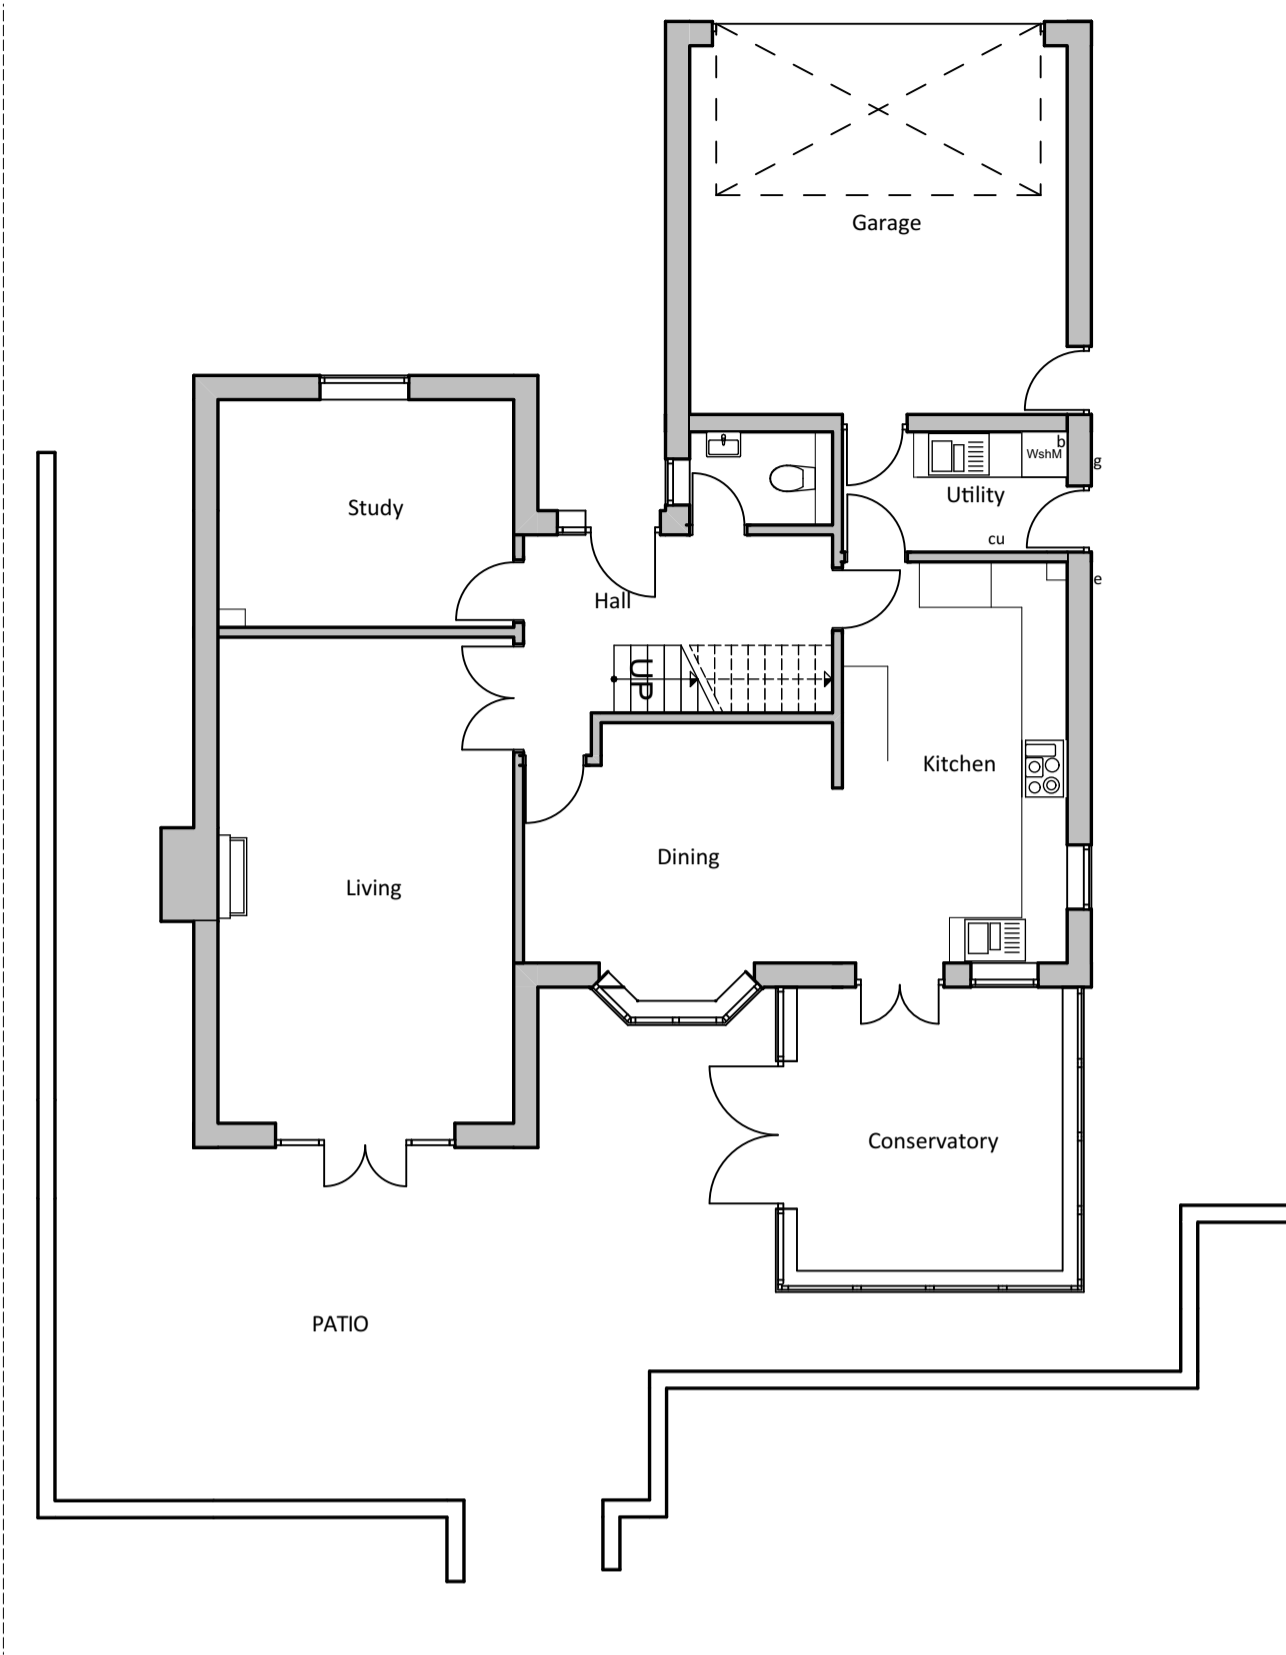 Garage
b
WshM
g
Utility
Study
cu
e
Hall
UP
Kitchen
Dining
Living
Conservatory
PATIO